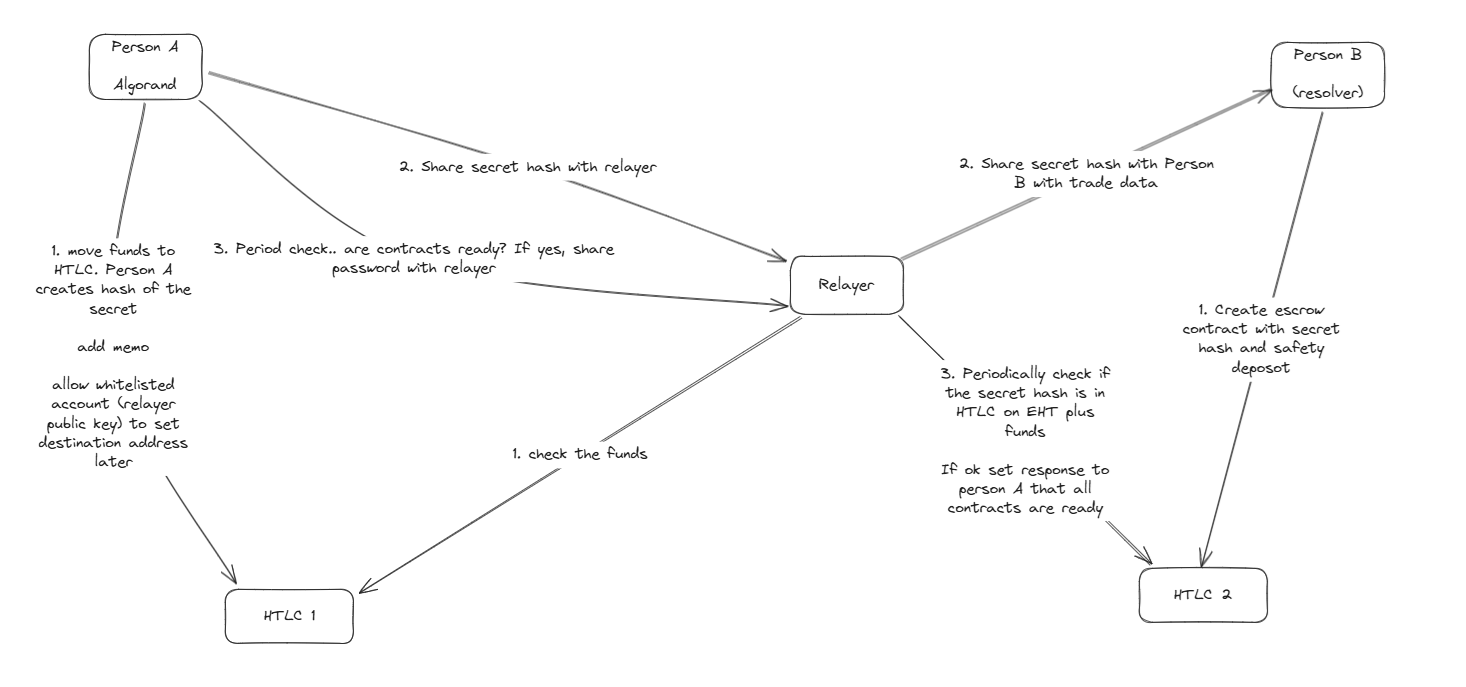 Person A
Algorand
Person B
(resolver)
2. Share secret hash with relayer
2. Share secret hash with Person
B with trade data
1. move funds to
HTLC. Person A
creates hash of the
secret
add memo
allow whitelisted
account (relayer
public key) to set
destination address
later
3. Period check.. are contracts ready? If yes, share
password with relayer
Relayer
1. Create escrow
contract with secret
hash and safety
deposot
3. Periodically check if
the secret hash is in
HTLC on EHT plus
funds
If ok set response to
person A that all
contracts are ready
1. check the funds
HTLC 1
HTLC 2